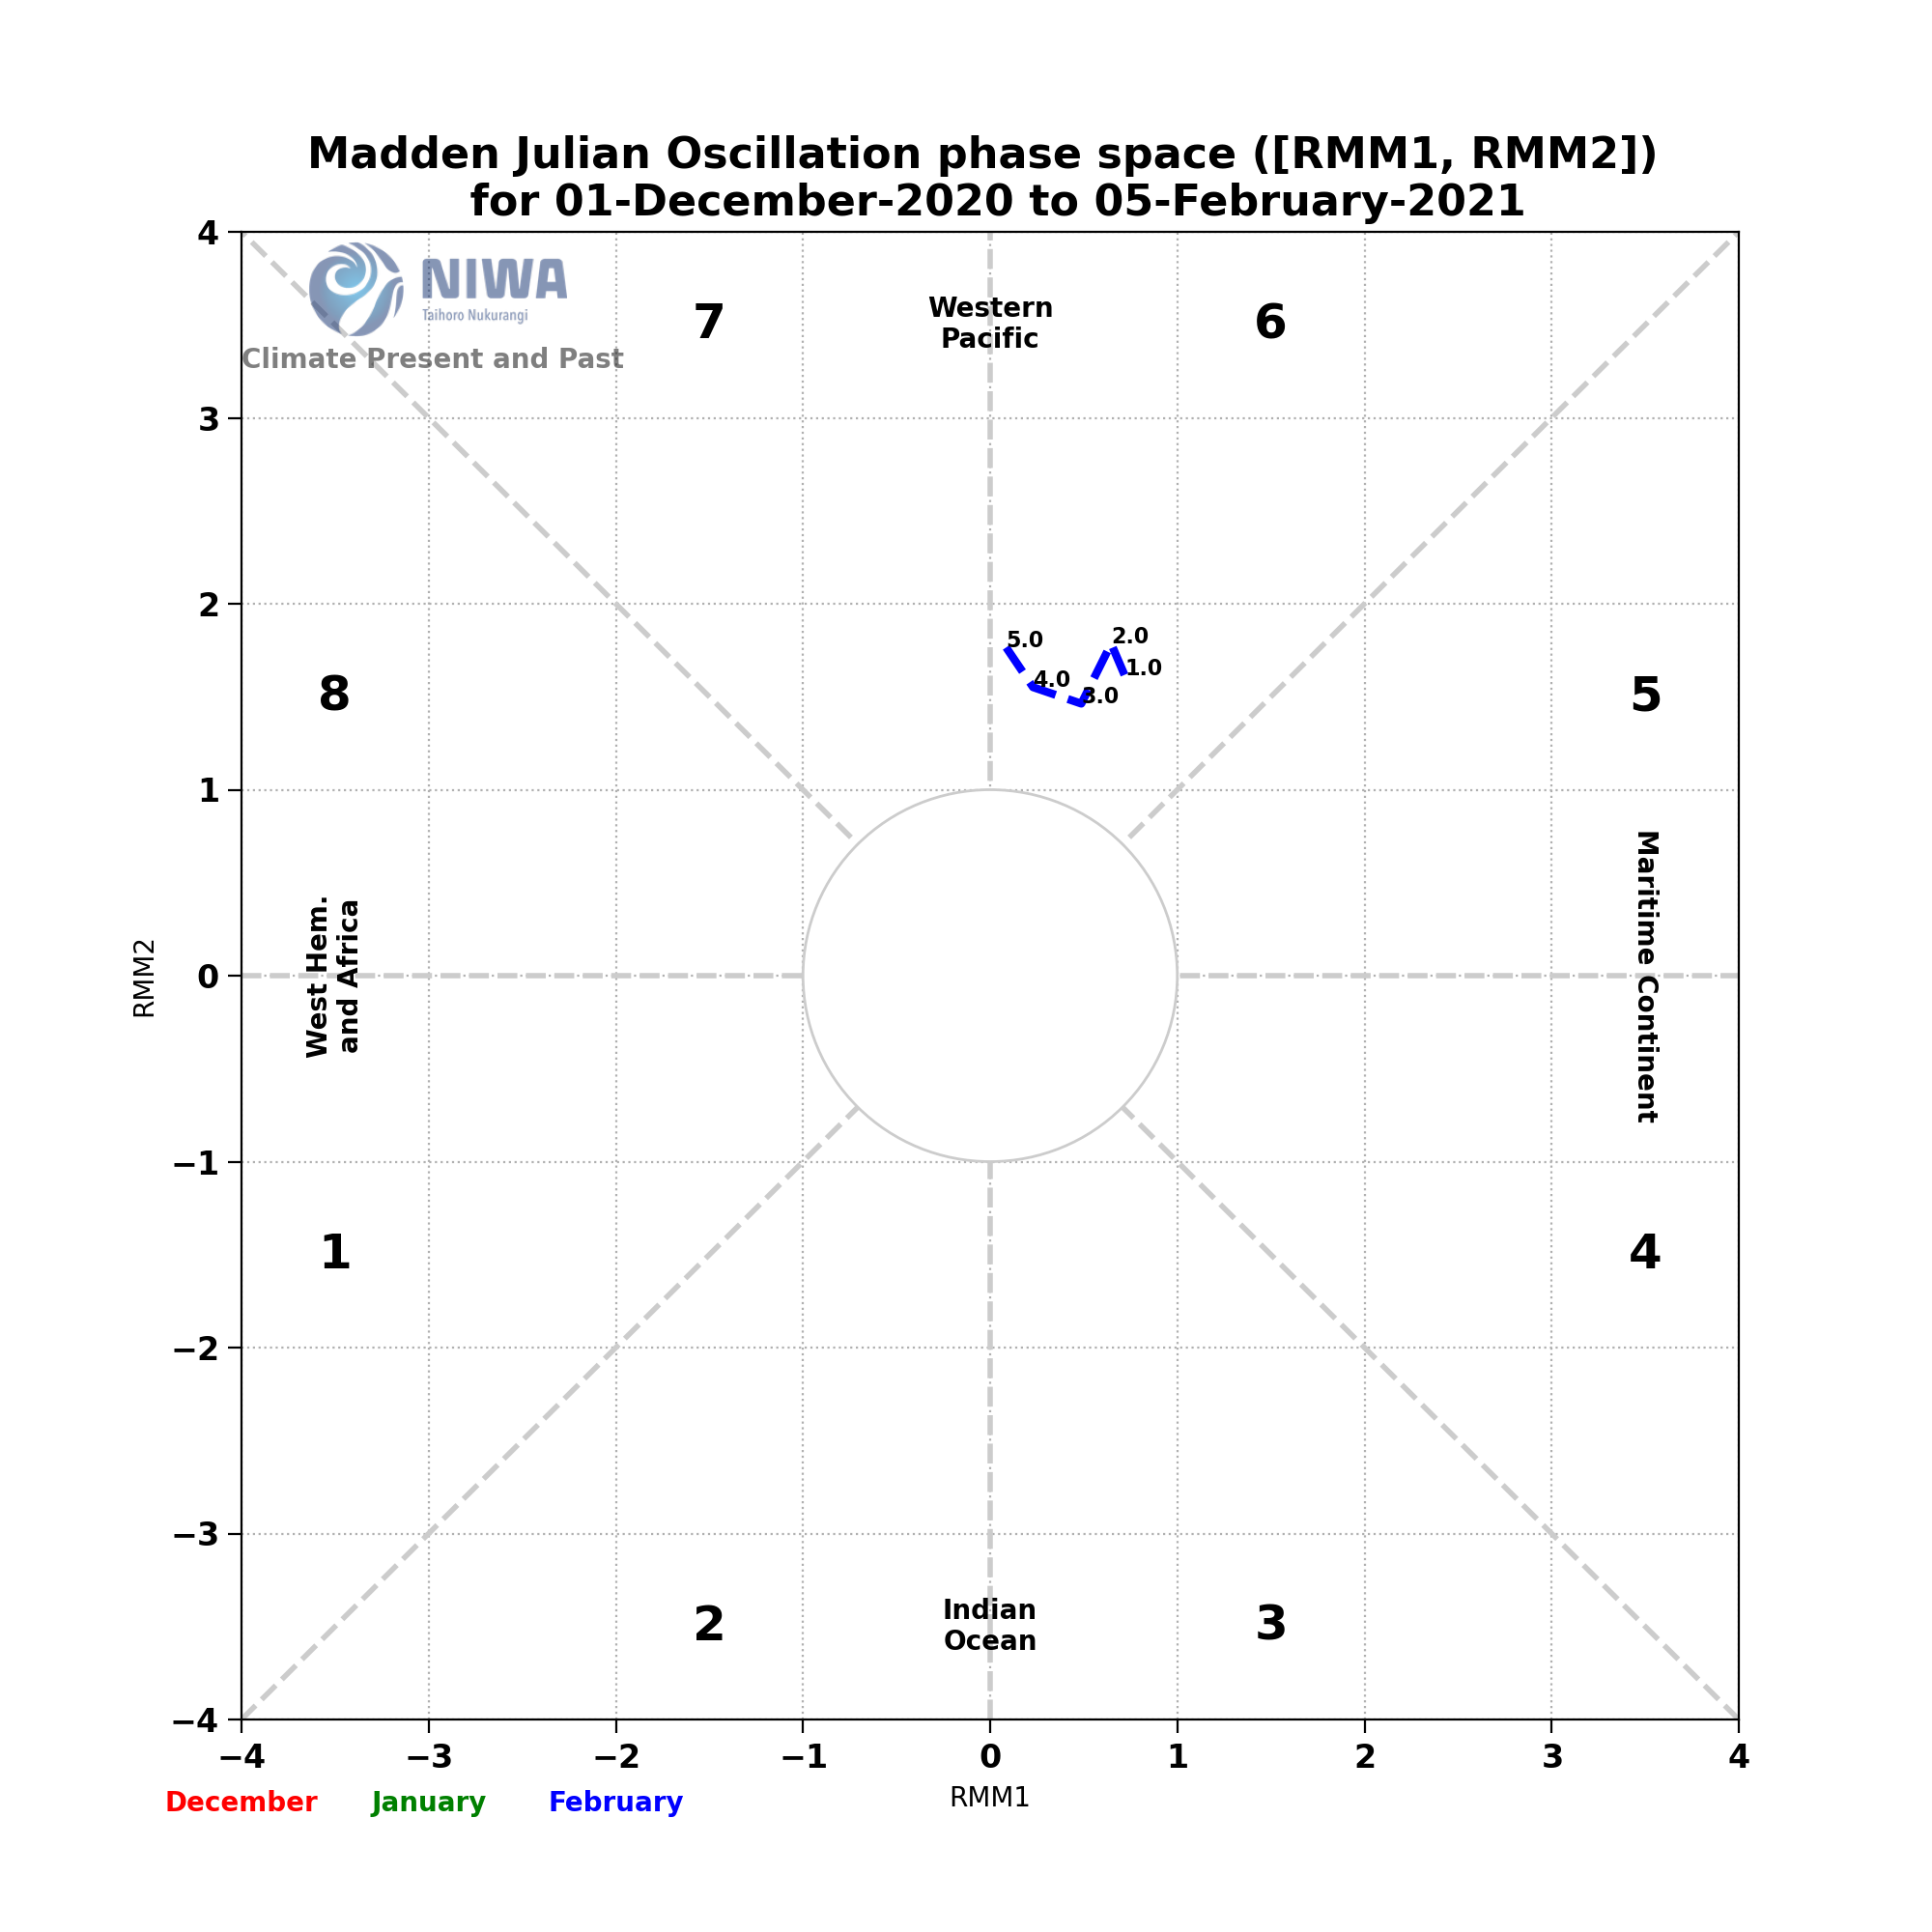 Madden Julian Oscillation phase space ([RMM1, RMM2])
for 01-December-2020 to 05-February-2021
NIWA
Taihoro Nukurangi
Climate Present and Past
7
Western
Pacific
6
4
3
2
1
0
−1
−2
−3
−4
RMM2
5.0
2.0
4.0
1.0
3.0
8
5
West Hem.
and Africa
Maritime Continent
1
4
2
Indian
Ocean
3
−4 −3 −2 −1 0 1 2 3 4
RMM1
December January February